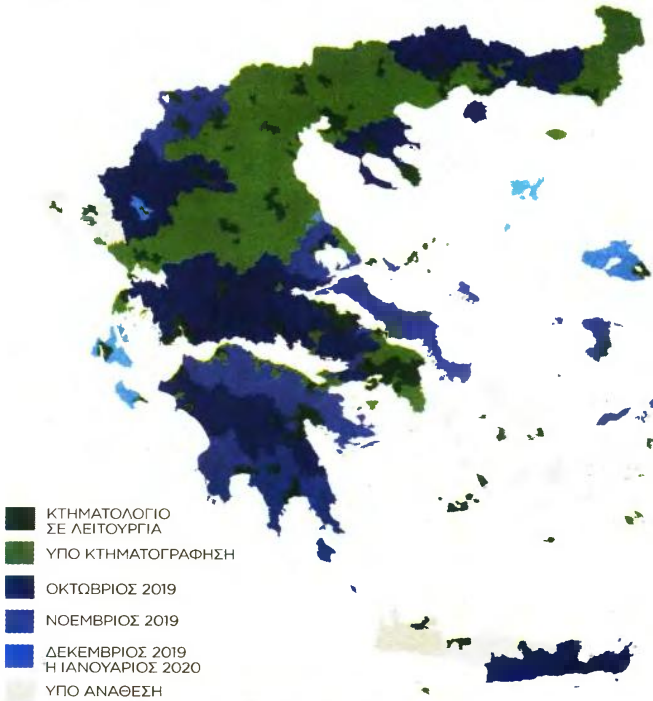 ΚΤΗΜΑΤΟΛΟΓΙΟ
ΣΕ ΛΕΙΤΟΥΡΓΙΑ
ΥΠΟ ΚΤΗΜΑΤΟΓΡΑΦΗΣΗ
ΟΚΤΩΒΡΙΟΣ 2019
ΝΟΕΜΒΡΙΟΣ 2019
ΔΕΚΕΜΒΡΙΟΣ 2019
Ή ΙΑΝΟΥΑΡΙΟΣ 2020
ΥΠΟ ΑΝΑΘΕΣΗ